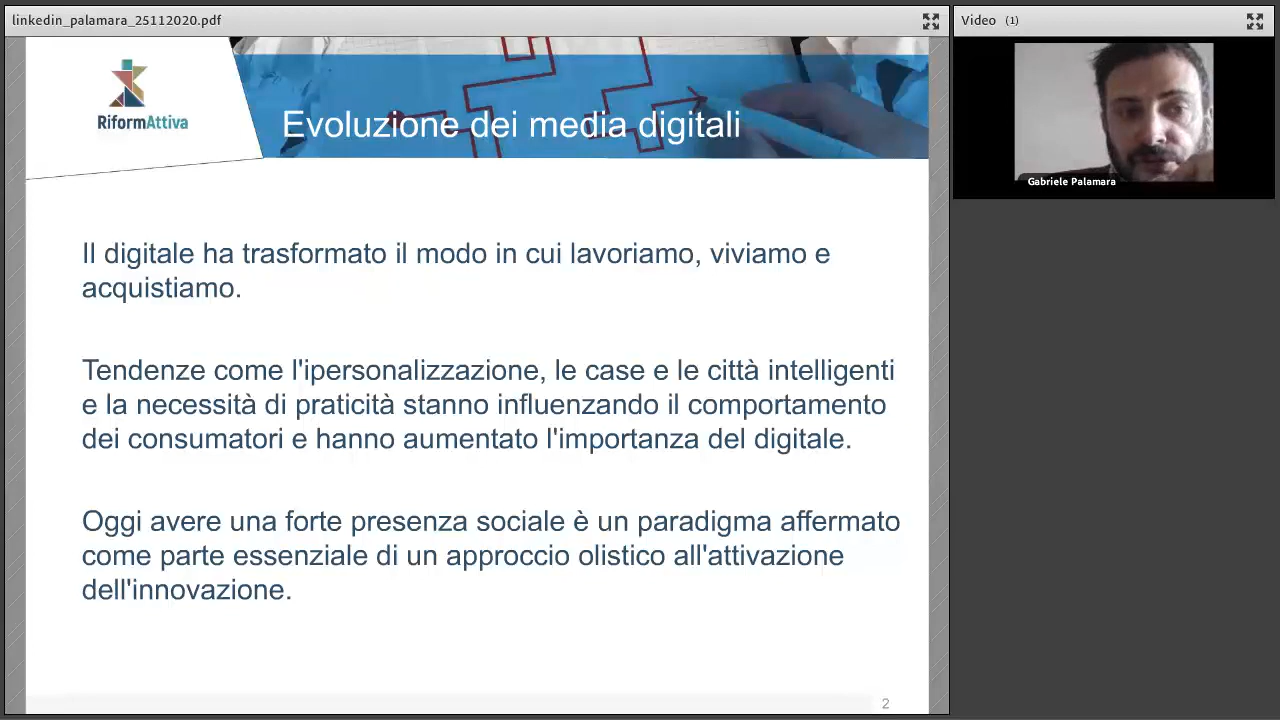 linkedin_palamara_25112020.pdf
Video (1)
RiformAttiva
Evoluzione dei media digitali
Gabriele Palamara
Il digitale ha trasformato il modo in cui lavoriamo, viviamo e
acquistiamo.
Tendenze come l'ipersonalizzazione, le case e le città intelligenti
e la necessità di praticità stanno influenzando il comportamento
dei consumatori e hanno aumentato l'importanza del digitale.
Oggi avere una forte presenza sociale è un paradigma affermato
come parte essenziale di un approccio olistico all'attivazione
dell'innovazione.
2